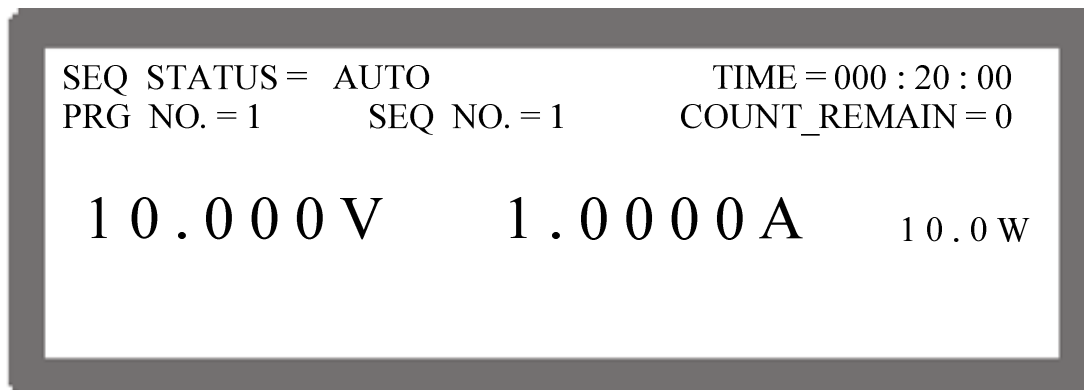 SEQ STATUS = AUTO TIME = 000 : 20 : 00
PRG NO. = 1 SEQ NO. = 1 COUNT_REMAIN = 0
10.000V 1.0000A 10.0W